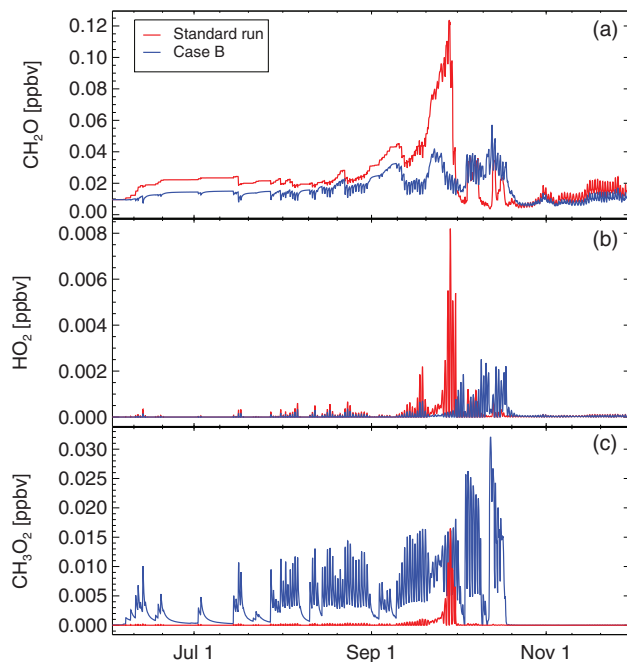 Standard run
Case B
(a)
CH2O [ppbv]
0.12
0.10
0.08
0.06
0.04
0.02
0.00
(b)
HO2 [ppbv]
0.008
0.006
0.004
0.002
0.000
(c)
CH3O2 [ppbv]
0.030
0.025
0.020
0.015
0.010
0.005
0.000
Jul 1 Sep 1 Nov 1